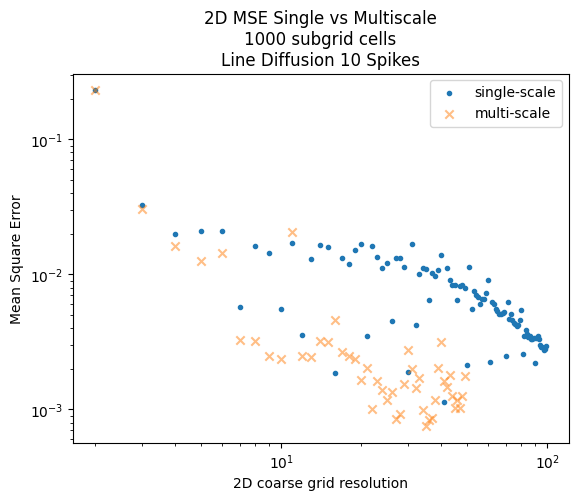 2D MSE Single vs Multiscale
1000 subgrid cells
Line Diffusion 10 Spikes
single-scale
multi-scale
Mean Square Error
10⁻¹
10⁻²
10⁻³
10¹
10²
2D coarse grid resolution